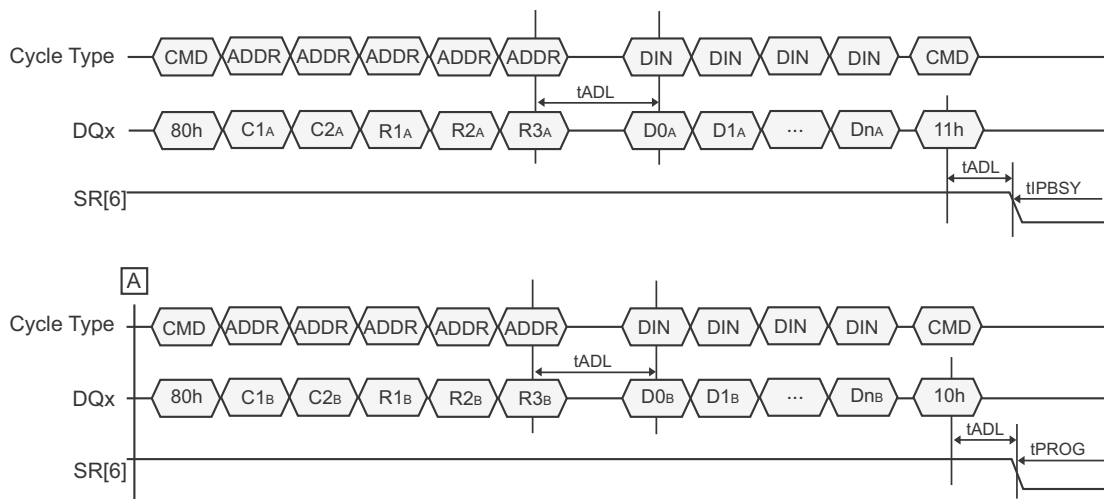 Cycle Type CMD ADDR ADDR ADDR ADDR ADDR DIN DIN DIN DIN CMD
tADL
DQx 80h C1A C2A R1A R2A R3A D0A D1A ... DnA 11h
tADL
SR[6] tIPBSY
A
Cycle Type CMD ADDR ADDR ADDR ADDR ADDR DIN DIN DIN DIN CMD
tADL
DQx 80h C1B C2B R1B R2B R3B D0B D1B ... DnB 10h
tADL
SR[6] tPROG